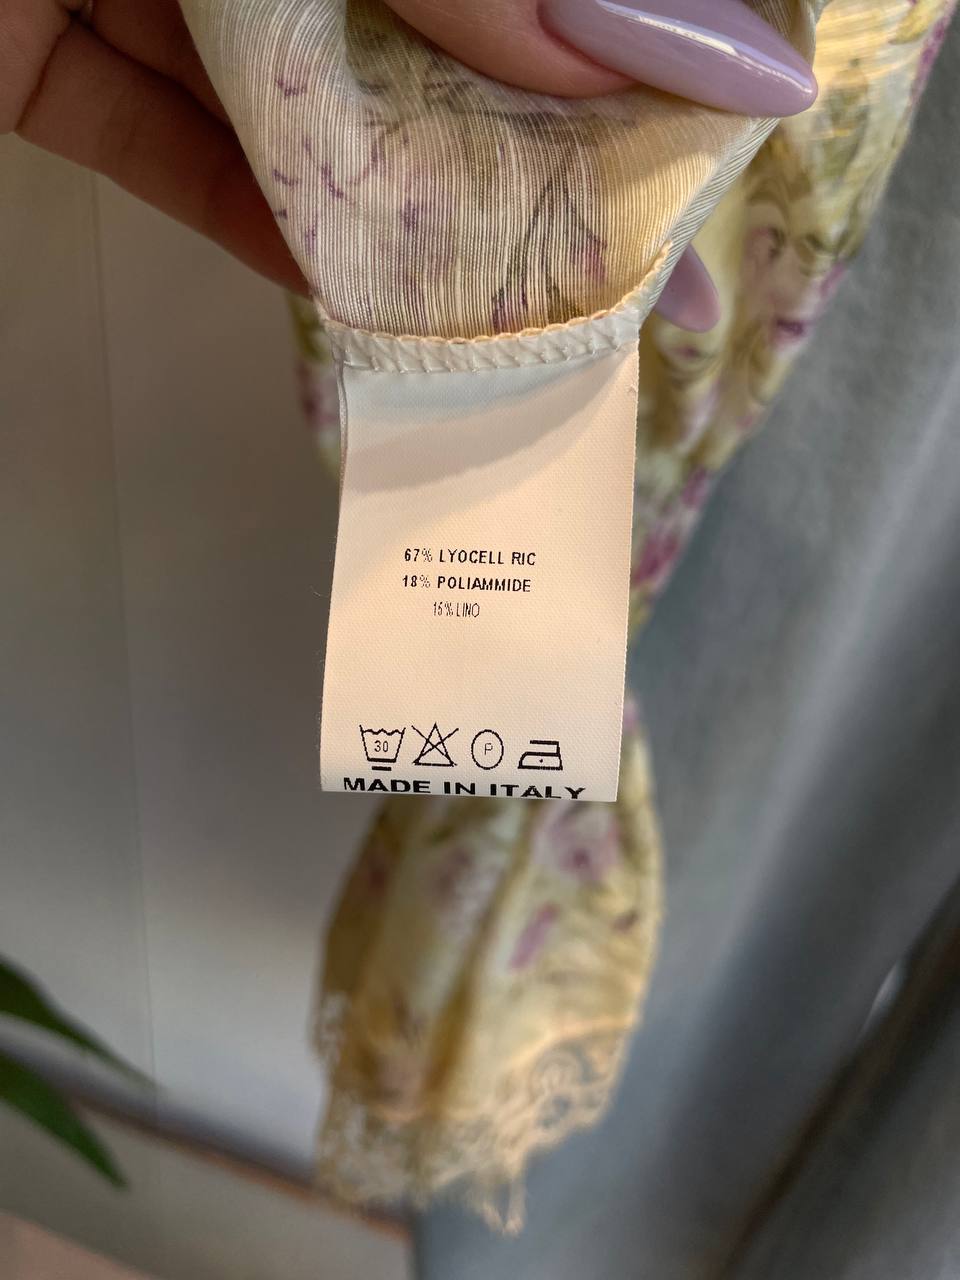 67% LYOCELL RIC
18% POLIAMMIDE
15% LINO
30 P
MADE IN ITALY